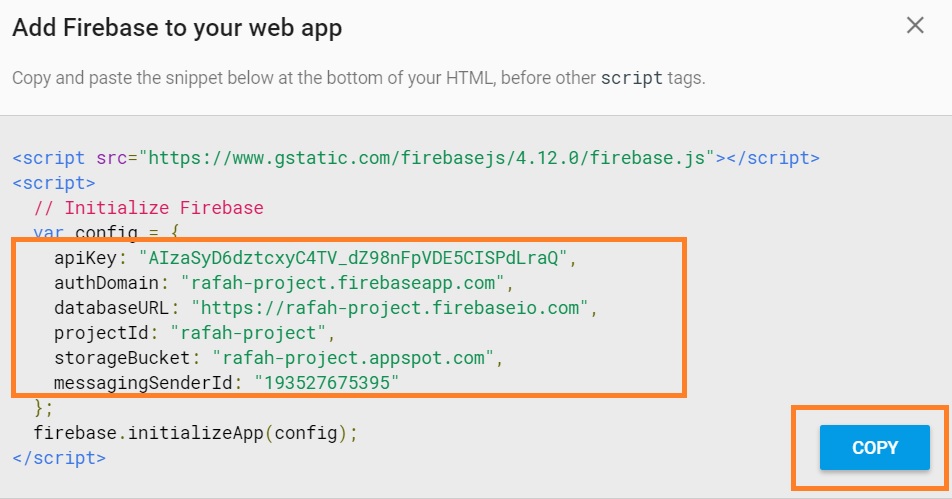 Add Firebase to your web app
Copy and paste the snippet below at the bottom of your HTML, before other script tags.
<script src="https://www.gstatic.com/firebasejs/4.12.0/firebase.js"></script>
<script>
// Initialize Firebase
var config = {
apiKey: "AIzaSyD6dztcxyC4TV_dZ98nFpVDE5CISPdLraQ",
authDomain: "rafah-project.firebaseapp.com",
databaseURL: "https://rafah-project.firebaseio.com",
projectId: "rafah-project",
storageBucket: "rafah-project.appspot.com",
messagingSenderId: "193527675395"
};
firebase.initializeApp(config);
</script>
COPY